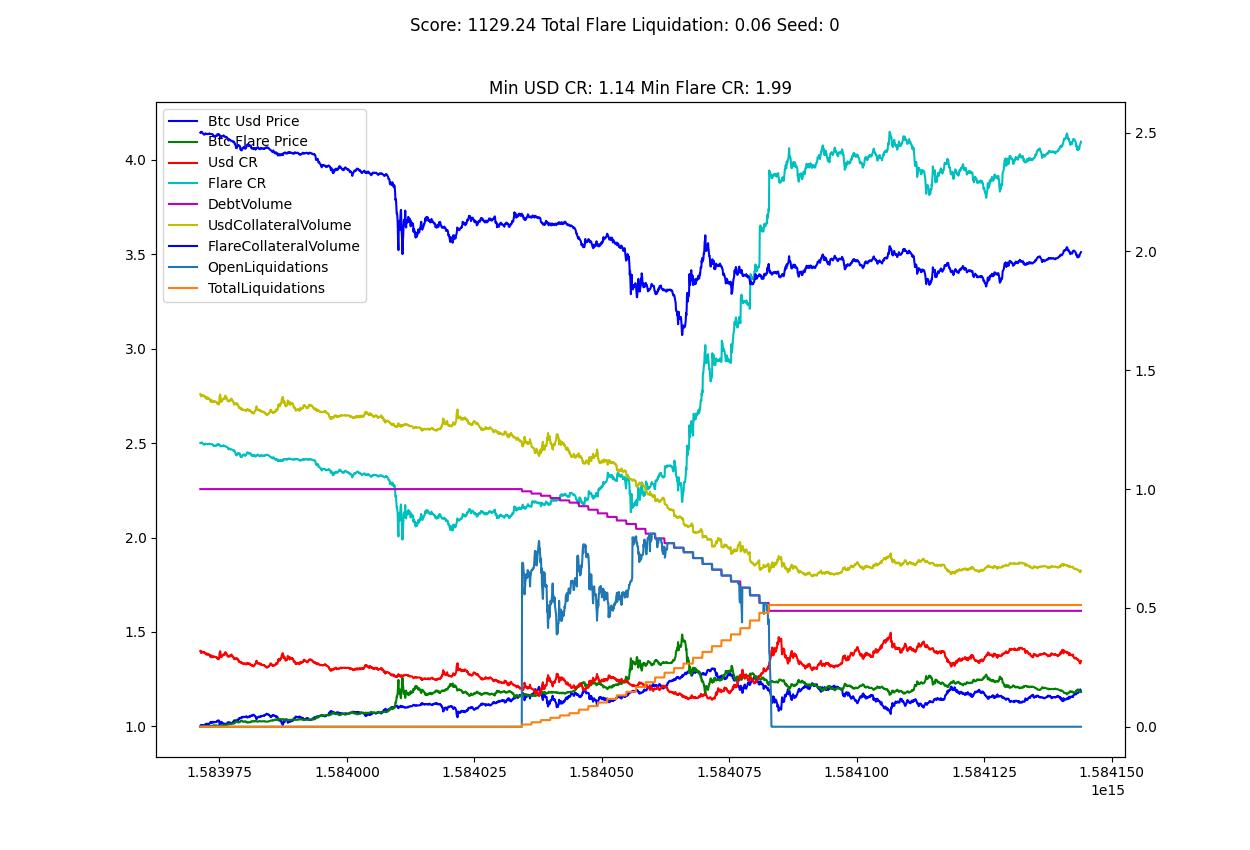 Score: 1129.24 Total Flare Liquidation: 0.06 Seed: 0
Min USD CR: 1.14 Min Flare CR: 1.99
Btc Usd Price
Btc Flare Price
Usd CR
Flare CR
DebtVolume
UsdCollateralVolume
FlareCollateralVolume
OpenLiquidations
TotalLiquidations
4.0
3.5
3.0
2.5
2.0
1.5
1.0
2.5
2.0
1.5
1.0
0.5
0.0
1.583975 1.584000 1.584025 1.584050 1.584075 1.584100 1.584125 1.584150
1e15